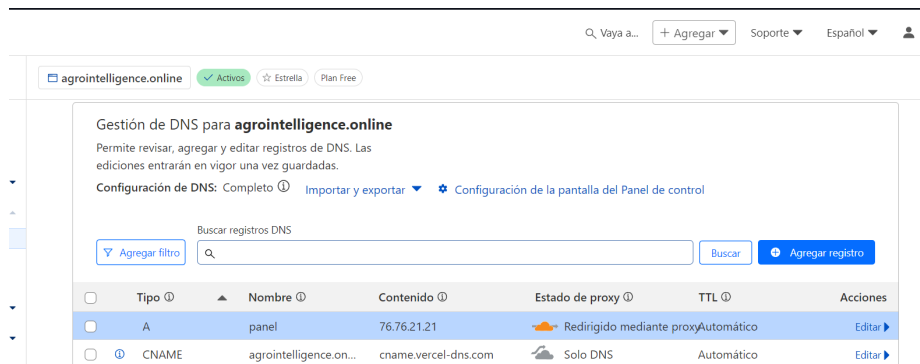 Vaya a...
Agregar
Soporte
Español
agrointelligence.online
Activos
Estrella
Plan Free
Gestión de DNS para agrointelligence.online
Permite revisar, agregar y editar registros de DNS. Las
ediciones entrarán en vigor una vez guardadas.
Configuración de DNS: Completo Importar y exportar Configuración de la pantalla del Panel de control
Buscar registros DNS
Agregar filtro
Buscar
Agregar registro
Tipo Nombre Contenido Estado de proxy TTL Acciones
A panel 76.76.21.21 Redirigido mediante proxy Automático Editar
CNAME agrointelligence.on... cname.vercel-dns.com Solo DNS Automático Editar